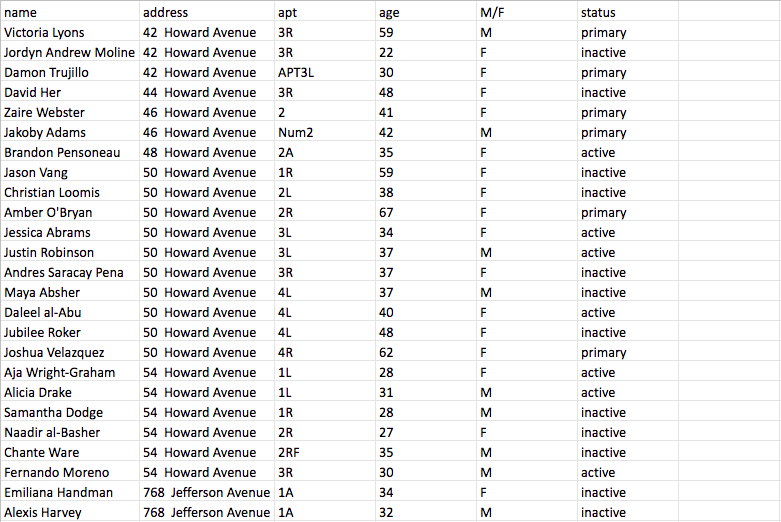 name address apt age M/F status
Victoria Lyons 42  Howard Avenue 3R 59 M primary
Jordyn Andrew Moline 42  Howard Avenue 3R 22 F inactive
Damon Trujillo 42  Howard Avenue APT3L 30 F primary
David Her 44  Howard Avenue 3R 48 F inactive
Zaire Webster 46  Howard Avenue 2 41 F primary
Jakoby Adams 46  Howard Avenue Num2 42 M primary
Brandon Pensoneau 48  Howard Avenue 2A 35 F active
Jason Vang 50  Howard Avenue 1R 59 F inactive
Christian Loomis 50  Howard Avenue 2L 38 F inactive
Amber O'Bryan 50  Howard Avenue 2R 67 F primary
Jessica Abrams 50  Howard Avenue 3L 34 F active
Justin Robinson 50  Howard Avenue 3L 37 M active
Andres Saracay Pena 50  Howard Avenue 3R 37 F inactive
Maya Absher 50  Howard Avenue 4L 37 M inactive
Daleel al-Abu 50  Howard Avenue 4L 40 F active
Jubilee Roker 50  Howard Avenue 4L 48 F inactive
Joshua Velazquez 50  Howard Avenue 4R 62 F primary
Aja Wright-Graham 54  Howard Avenue 1L 28 F active
Alicia Drake 54  Howard Avenue 1L 31 M active
Samantha Dodge 54  Howard Avenue 1R 28 M inactive
Naadir al-Basher 54  Howard Avenue 2R 27 F inactive
Chante Ware 54  Howard Avenue 2RF 35 M inactive
Fernando Moreno 54  Howard Avenue 3R 30 M active
Emiliana Handman 768  Jefferson Avenue 1A 34 F inactive
Alexis Harvey 768  Jefferson Avenue 1A 32 M inactive